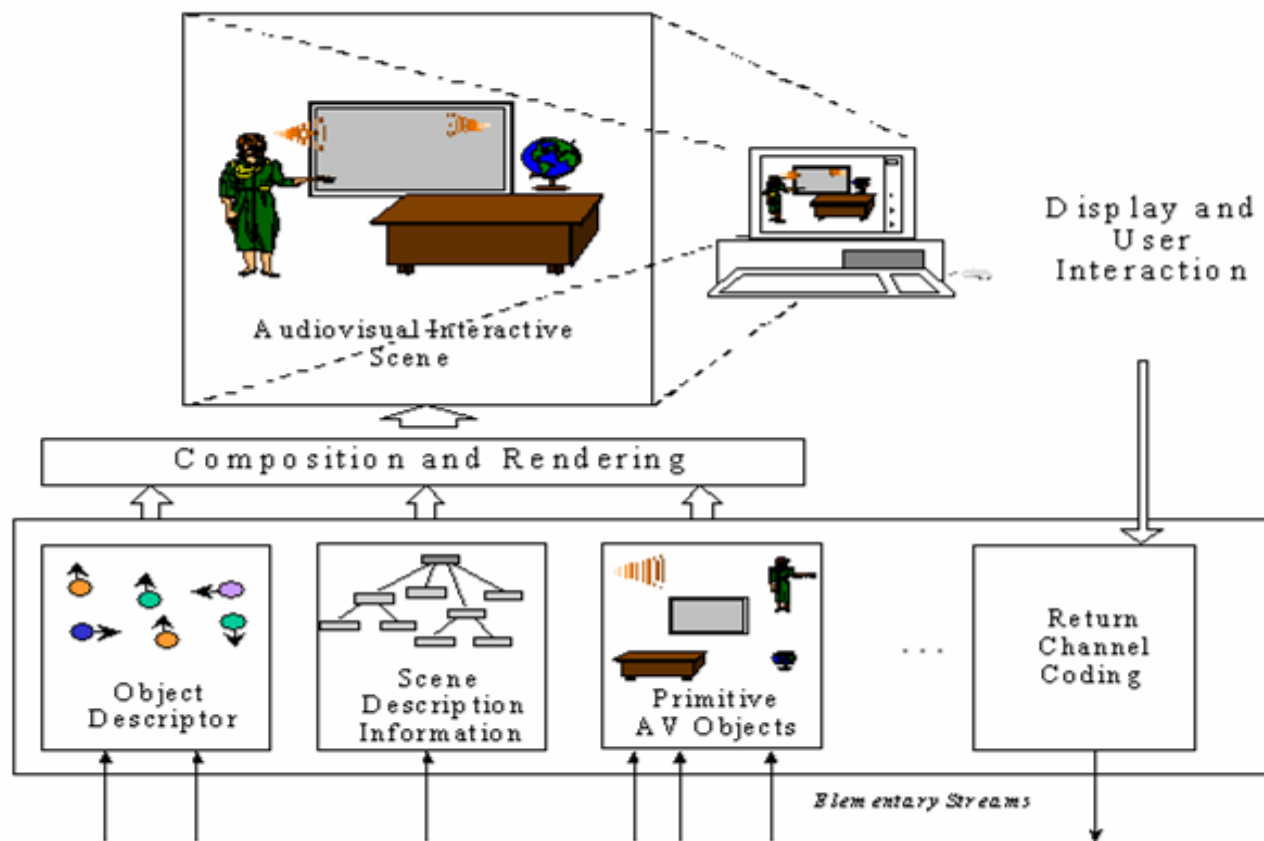 Audiovisual Interactive
Scene
Display and
User
Interaction
Composition and Rendering
Object
Descriptor
Scene
Description
Information
Primitive
AV Objects
...
Return
Channel
Coding
Elementary Streams